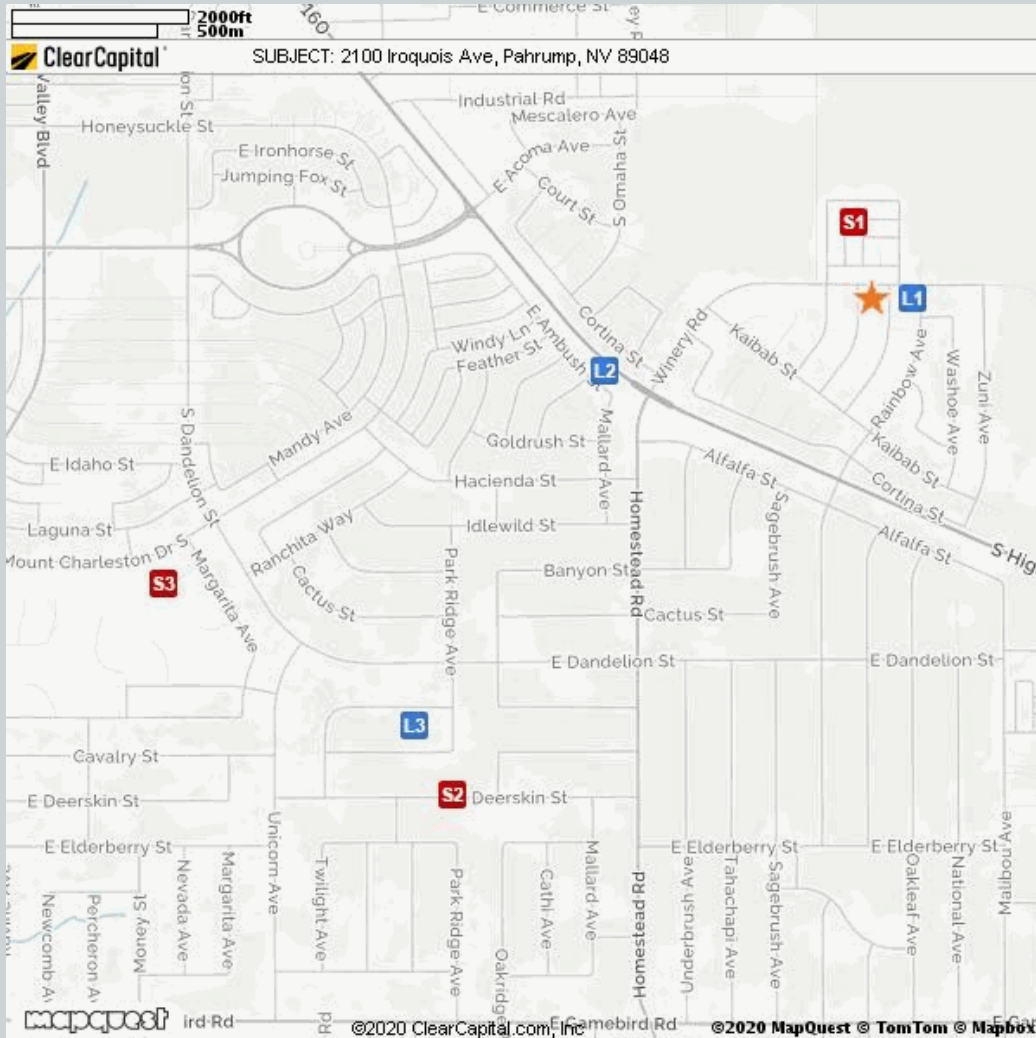 E Commerce St
2000ft
500m
160
ClearCapital
SUBJECT: 2100 Iroquois Ave, Pahrump, NV 89048
Valley Blvd
Industrial Rd
Mescalero Ave
Honeysuckle St
E Ironhorse St
Jumping Fox St
E Acoma Ave
Court St
S Omaha St
S1
L1
Cortina St
E Ambush St
Windy Ln
Feather St
Winery Rd
Kaibab St
Rainbow Ave
Washoe Ave
Zuni Ave
L2
Mallard Ave
Goldrush St
Mandy Ave
S Dandelion St
E Idaho St
Hacienda St
Alfalfa St
Kaibab St
Cortina St
Laguna St
Idlewild St
Homestead Rd
S Sagebrush Ave
Alfalfa St
S Hig
Mount Charleston Dr S
Ranchita Way
Cactus St
Park Ridge Ave
Banyon St
S3
Margarita Ave
Cactus St
E Dandelion St
E Dandelion St
L3
Cavalry St
E Deerskin St
S2
Deerskin St
E Elderberry St
E Elderberry St
E Elderberry St
Unicorn Ave
Malibou Ave
Newcomb Av
Percheron Av
Money St
Nevada Ave
Margarita Ave
Twilight Ave
Park Ridge Ave
Oakridge
Cathi Ave
Mallard Ave
Homestead Rd
Underbrush Ave
Tahachapi Ave
Sagebrush Ave
Oakleaf Ave
National Ave
mapquest
ird Rd
Rd
©2020 ClearCapital.com, Inc
E Gamebird Rd
©2020 MapQuest © TomTom © Mapbox